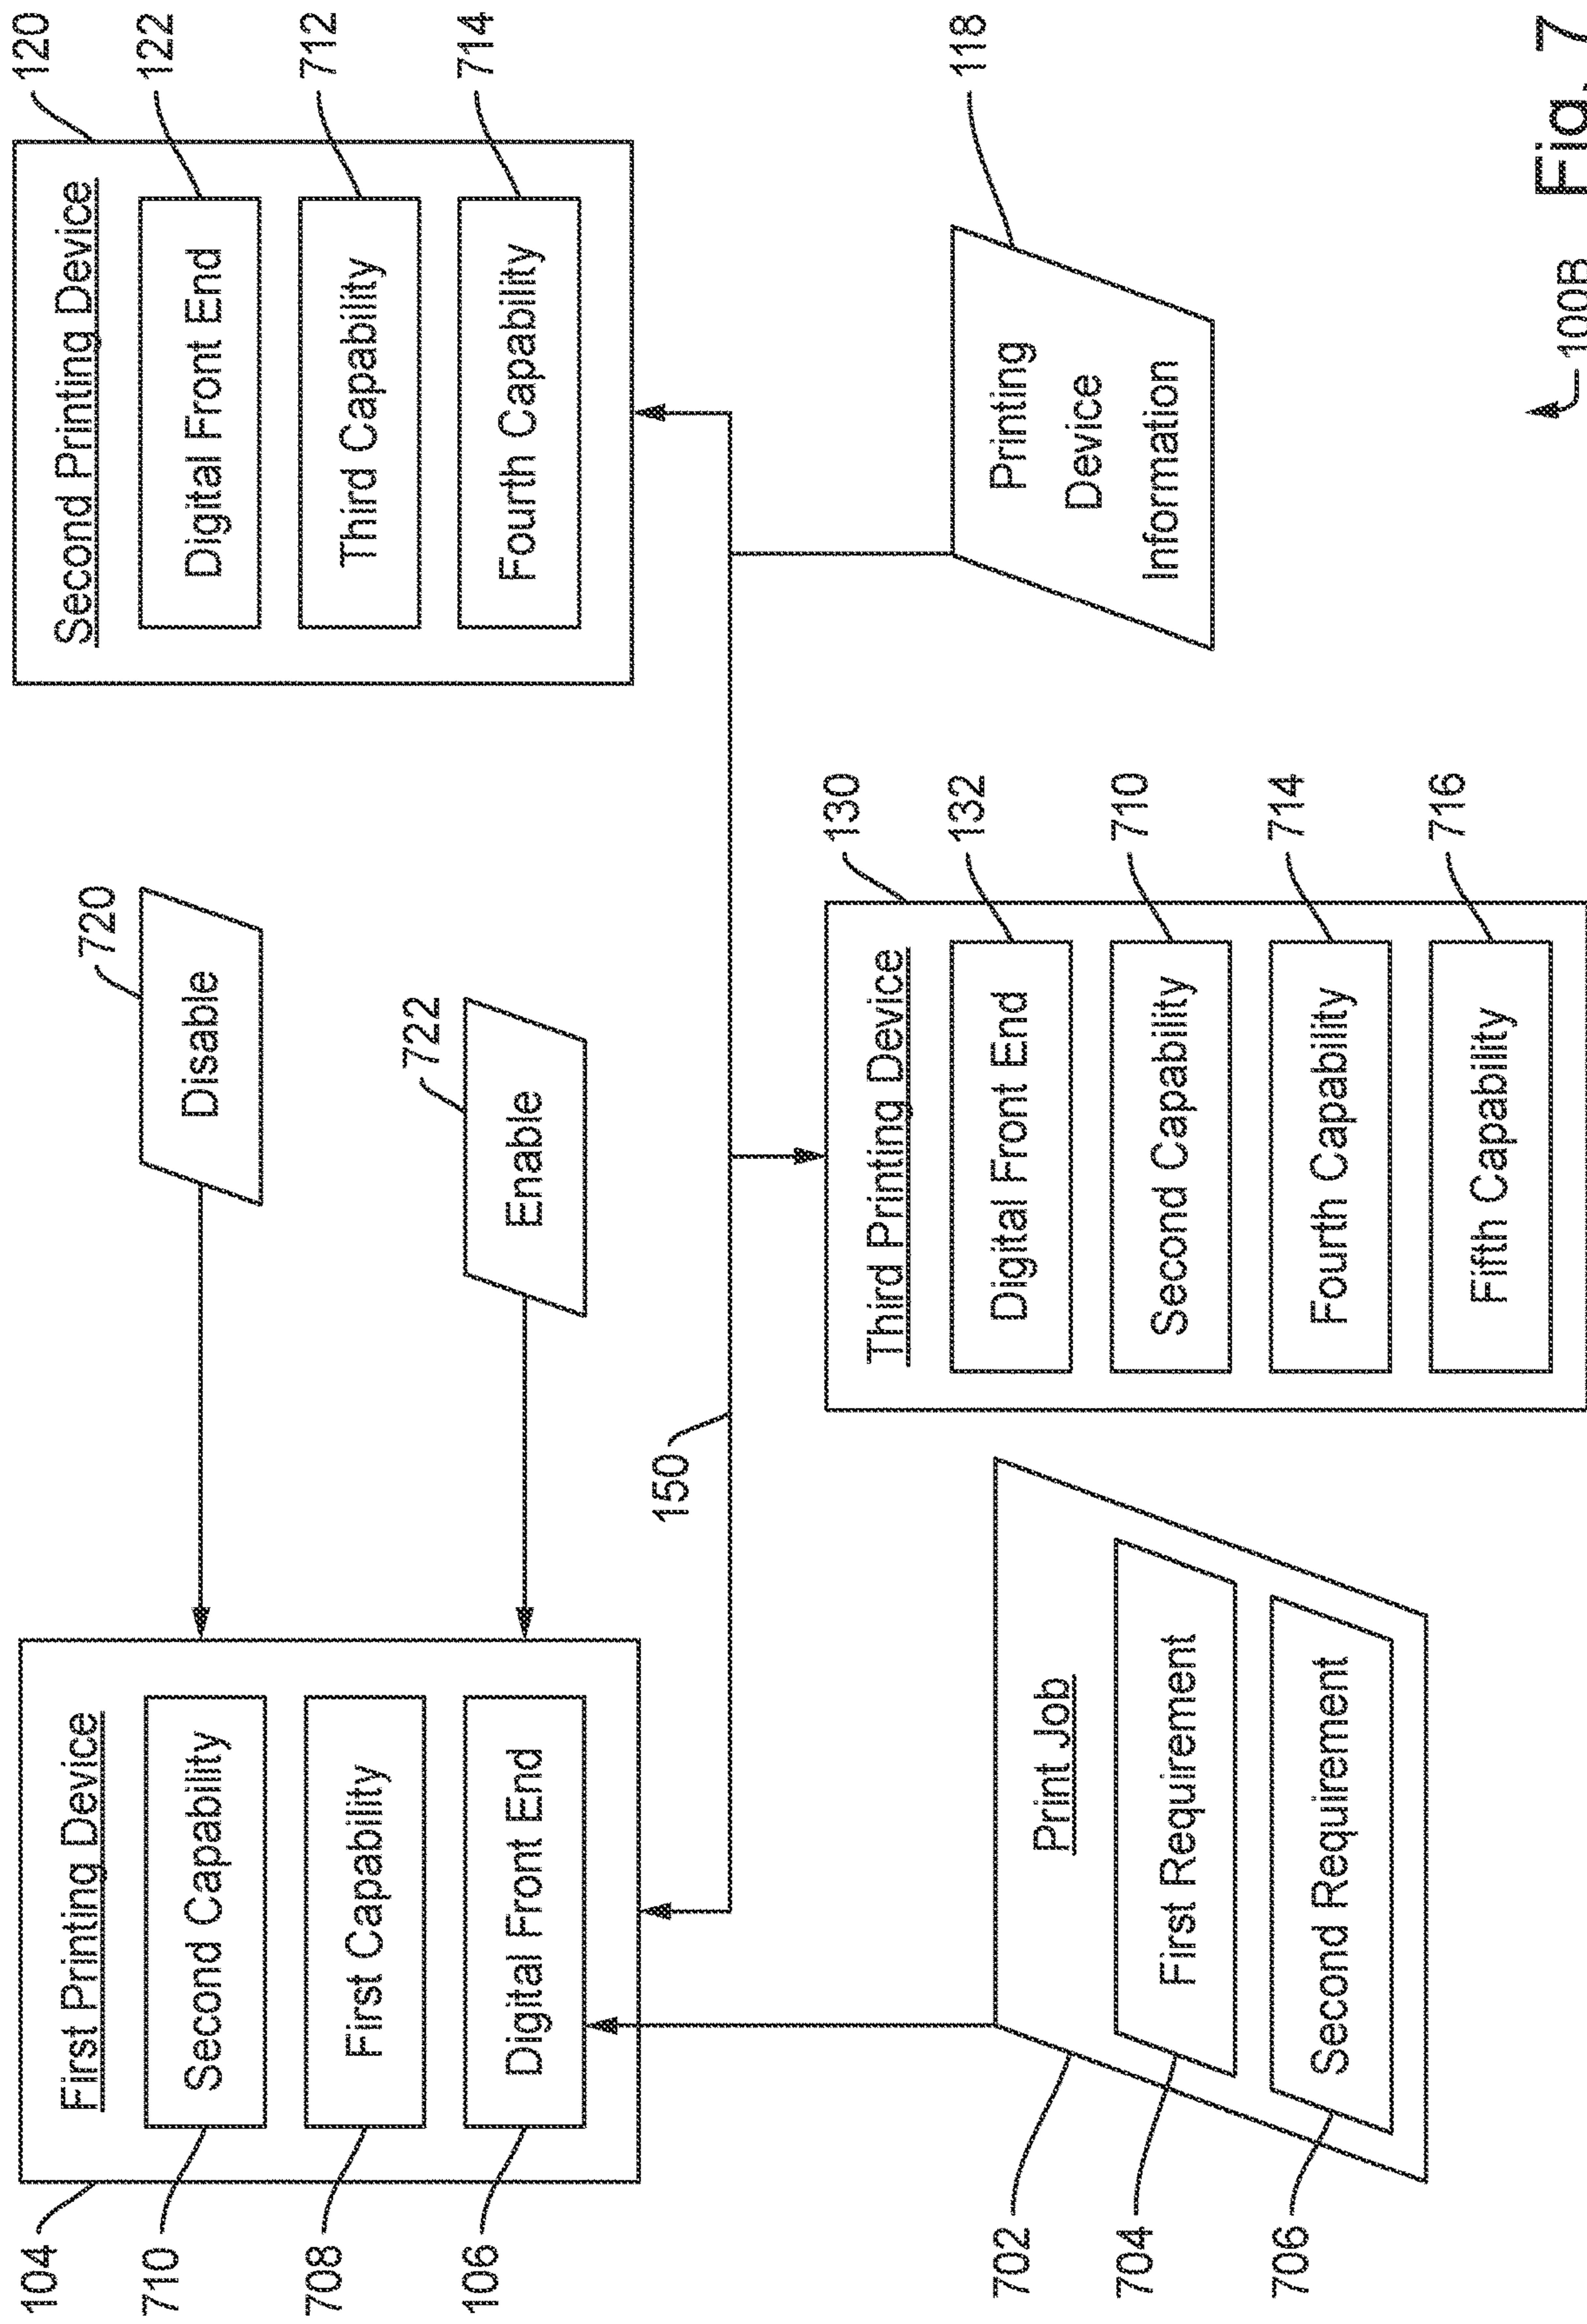 104
First Printing Device
710
Second Capability
708
First Capability
106
Digital Front End
720
Disable
722
Enable
120
Second Printing Device
122
Digital Front End
712
Third Capability
714
Fourth Capability
150
702
Print Job
704
First Requirement
706
Second Requirement
130
Third Printing Device
132
Digital Front End
710
Second Capability
714
Fourth Capability
716
Fifth Capability
118
Printing
Device
Information
100B
Fig. 7